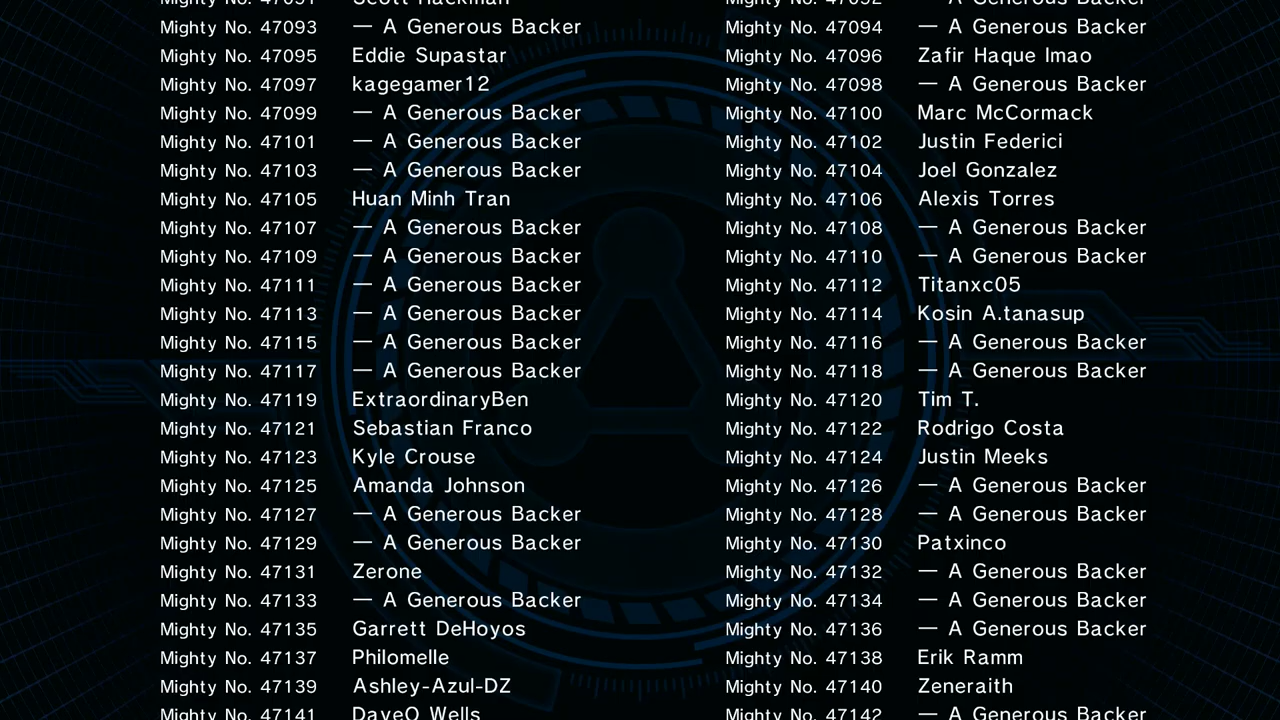 Mighty No. 47091 Scott Hackman Mighty No. 47092 — A Generous Backer
Mighty No. 47093 — A Generous Backer Mighty No. 47094 — A Generous Backer
Mighty No. 47095 Eddie Supastar Mighty No. 47096 Zafir Haque lmao
Mighty No. 47097 kagegamer12 Mighty No. 47098 — A Generous Backer
Mighty No. 47099 — A Generous Backer Mighty No. 47100 Marc McCormack
Mighty No. 47101 — A Generous Backer Mighty No. 47102 Justin Federici
Mighty No. 47103 — A Generous Backer Mighty No. 47104 Joel Gonzalez
Mighty No. 47105 Huan Minh Tran Mighty No. 47106 Alexis Torres
Mighty No. 47107 — A Generous Backer Mighty No. 47108 — A Generous Backer
Mighty No. 47109 — A Generous Backer Mighty No. 47110 — A Generous Backer
Mighty No. 47111 — A Generous Backer Mighty No. 47112 Titanxc05
Mighty No. 47113 — A Generous Backer Mighty No. 47114 Kosin A.tanasup
Mighty No. 47115 — A Generous Backer Mighty No. 47116 — A Generous Backer
Mighty No. 47117 — A Generous Backer Mighty No. 47118 — A Generous Backer
Mighty No. 47119 ExtraordinaryBen Mighty No. 47120 Tim T.
Mighty No. 47121 Sebastian Franco Mighty No. 47122 Rodrigo Costa
Mighty No. 47123 Kyle Crouse Mighty No. 47124 Justin Meeks
Mighty No. 47125 Amanda Johnson Mighty No. 47126 — A Generous Backer
Mighty No. 47127 — A Generous Backer Mighty No. 47128 — A Generous Backer
Mighty No. 47129 — A Generous Backer Mighty No. 47130 Patxinco
Mighty No. 47131 Zerone Mighty No. 47132 — A Generous Backer
Mighty No. 47133 — A Generous Backer Mighty No. 47134 — A Generous Backer
Mighty No. 47135 Garrett DeHoyos Mighty No. 47136 — A Generous Backer
Mighty No. 47137 Philomelle Mighty No. 47138 Erik Ramm
Mighty No. 47139 Ashley-Azul-DZ Mighty No. 47140 Zeneraith
Mighty No. 47141 DaveO Wells Mighty No. 47142 — A Generous Backer